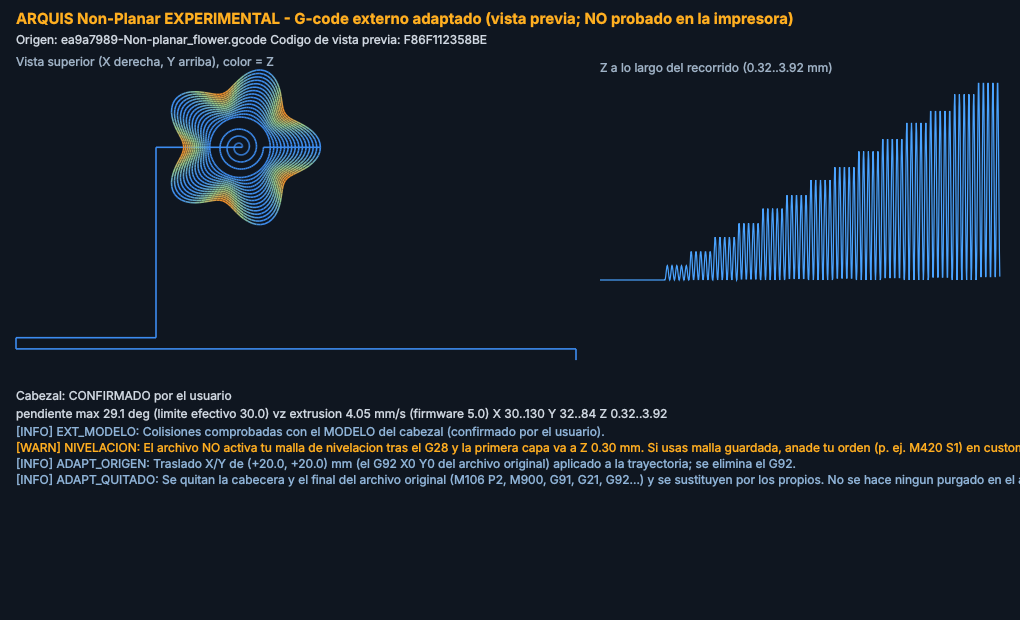 ARQUIS Non-Planar EXPERIMENTAL - G-code externo adaptado (vista previa; NO probado en la impresora)
Origen: ea9a7989-Non-planar_flower.gcode Codigo de vista previa: F86F112358BE
Vista superior (X derecha, Y arriba), color = Z
Z a lo largo del recorrido (0.32..3.92 mm)
Cabezal: CONFIRMADO por el usuario
pendiente max 29.1 deg (limite efectivo 30.0) vz extrusion 4.05 mm/s (firmware 5.0) X 30..130 Y 32..84 Z 0.32..3.92
[INFO] EXT_MODELO: Colisiones comprobadas con el MODELO del cabezal (confirmado por el usuario).
[WARN] NIVELACION: El archivo NO activa tu malla de nivelacion tras el G28 y la primera capa va a Z 0.30 mm. Si usas malla guardada, anade tu orden (p. ej. M420 S1) en custom
[INFO] ADAPT_ORIGEN: Traslado X/Y de (+20.0, +20.0) mm (el G92 X0 Y0 del archivo original) aplicado a la trayectoria; se elimina el G92.
[INFO] ADAPT_QUITADO: Se quitan la cabecera y el final del archivo original (M106 P2, M900, G91, G21, G92...) y se sustituyen por los propios. No se hace ningun purgado en el